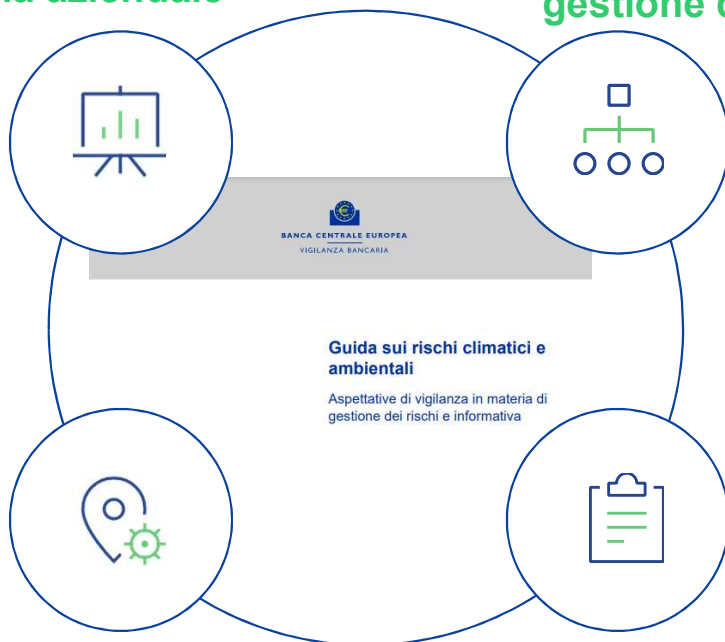 aziendale
gestione
BANCA CENTRALE EUROPEA
VIGILANZA BANCARIA
Guida sui rischi climatici e
ambientali
Aspettative di vigilanza in materia di
gestione dei rischi e informativa